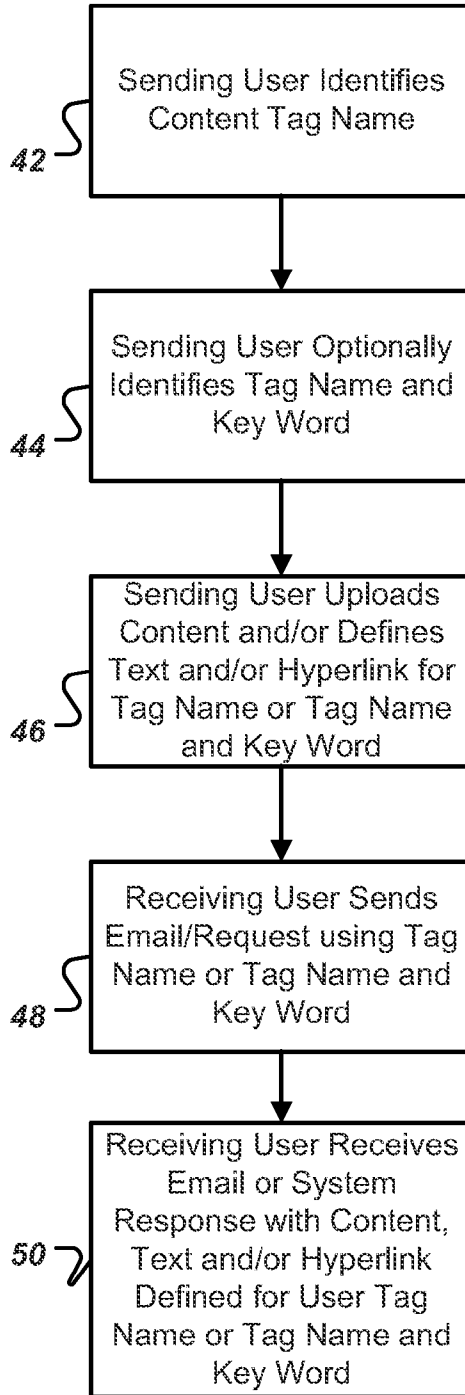 Sending User Identifies
Content Tag Name
42
Sending User Optionally
Identifies Tag Name and
Key Word
44
Sending User Uploads
Content and/or Defines
Text and/or Hyperlink for
Tag Name or Tag Name
and Key Word
46
Receiving User Sends
Email/Request using Tag
Name or Tag Name and
Key Word
48
Receiving User Receives
Email or System
Response with Content,
Text and/or Hyperlink
Defined for User Tag
Name or Tag Name and
Key Word
50